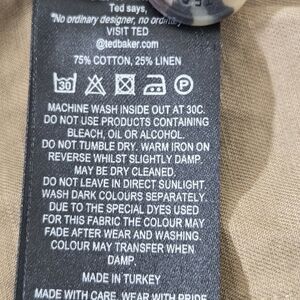 Ted says,
"No ordinary designer, no ordinary
VISIT TED
@tedbaker.com
75% COTTON, 25% LINEN
30
MACHINE WASH INSIDE OUT AT 30C.
DO NOT USE PRODUCTS CONTAINING
BLEACH, OIL OR ALCOHOL.
DO NOT TUMBLE DRY. WARM IRON ON
REVERSE WHILST SLIGHTLY DAMP.
MAY BE DRY CLEANED.
DO NOT LEAVE IN DIRECT SUNLIGHT.
WASH DARK COLOURS SEPARATELY.
DUE TO THE SPECIAL DYES USED
FOR THIS FABRIC THE COLOUR MAY
FADE AFTER WEAR AND WASHING.
COLOUR MAY TRANSFER WHEN
DAMP.
MADE IN TURKEY
MADE WITH CARE, WEAR WITH PRIDE